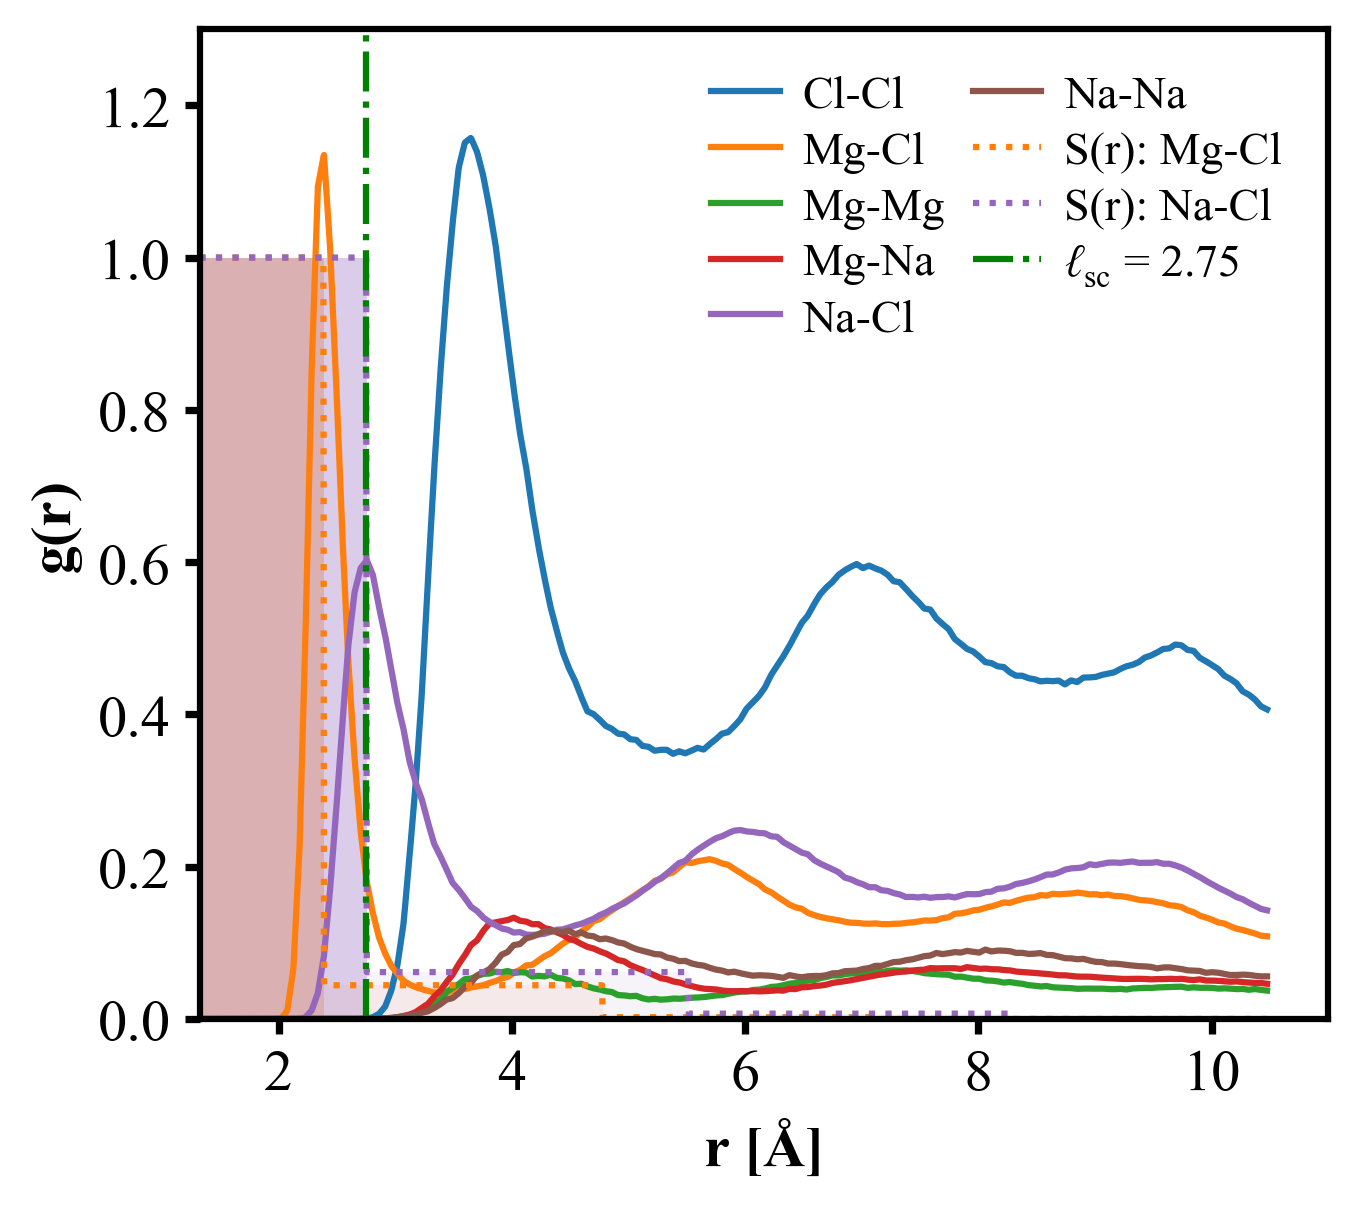 1.2
1.0
0.8
0.6
0.4
0.2
0.0
g(r)
Cl-Cl
Mg-Cl
Mg-Mg
Mg-Na
Na-Cl
Na-Na
S(r): Mg-Cl
S(r): Na-Cl
ℓsc = 2.75
2 4 6 8 10
r [Å]